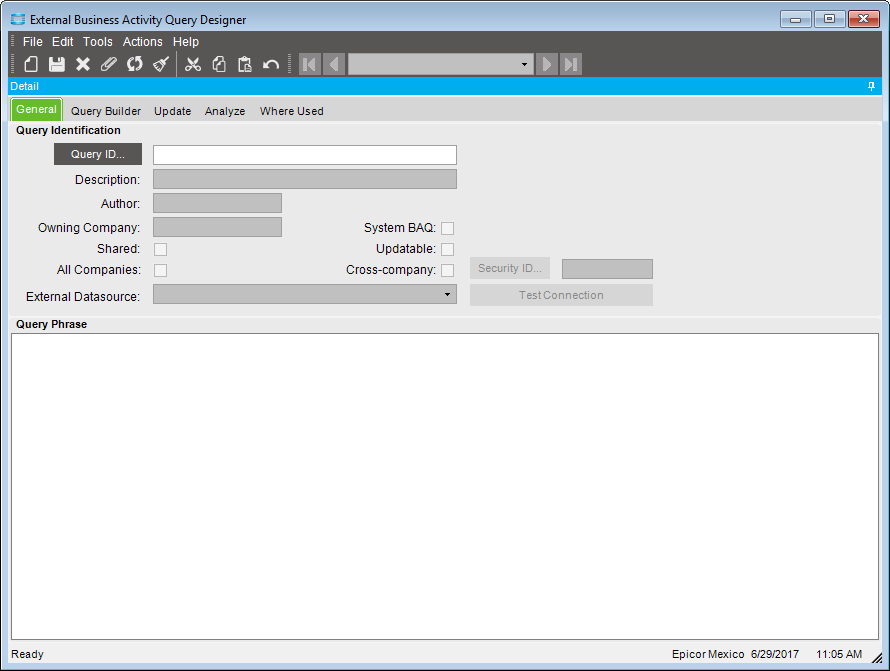 External Business Activity Query Designer
File Edit Tools Actions Help
Detail
General Query Builder Update Analyze Where Used
Query Identification
Query ID...
Description:
Author:
Owning Company: System BAQ:
Shared: Updatable:
All Companies: Cross-company: Security ID...
External Datasource: Test Connection
Query Phrase
Ready Epicor Mexico 6/29/2017 11:05 AM